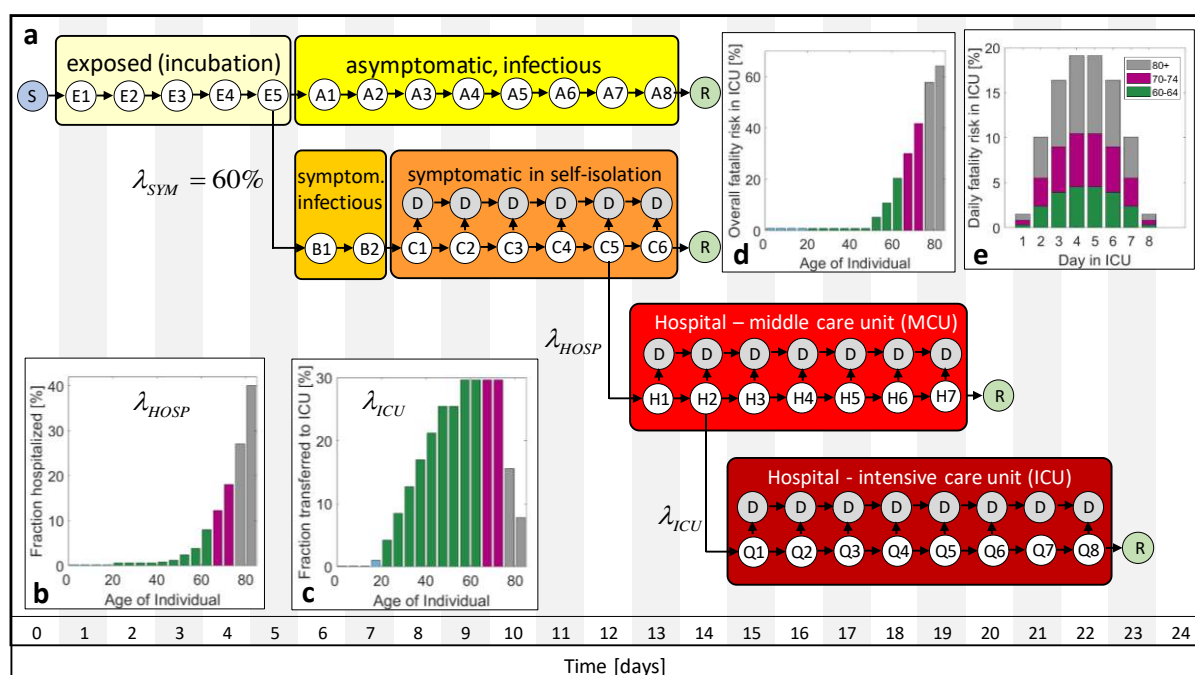 a
exposed (incubation)
S E1 E2 E3 E4 E5
asymptomatic, infectious
A1 A2 A3 A4 A5 A6 A7 A8 R
λSYM = 60%
symptom.
infectious
B1 B2
symptomatic in self-isolation
D D D D D D
C1 C2 C3 C4 C5 C6 R
d
Overall fatality risk in ICU [%]
60
40
20
0
0 20 40 60 80
Age of Individual
e
Daily fatality risk in ICU [%]
20
15
10
5
0
80+
70-74
60-64
1 2 3 4 5 6 7 8
Day in ICU
λHOSP
Hospital – middle care unit (MCU)
D D D D D D D
H1 H2 H3 H4 H5 H6 H7 R
b
Fraction hospitalized [%]
λHOSP
40
30
20
10
0
0 20 40 60 80
Age of Individual
c
Fraction transferred to ICU [%]
λICU
30
20
10
0
0 20 40 60 80
Age of Individual
λICU
Hospital - intensive care unit (ICU)
D D D D D D D D
Q1 Q2 Q3 Q4 Q5 Q6 Q7 Q8 R
0 1 2 3 4 5 6 7 8 9 10 11 12 13 14 15 16 17 18 19 20 21 22 23 24
Time [days]